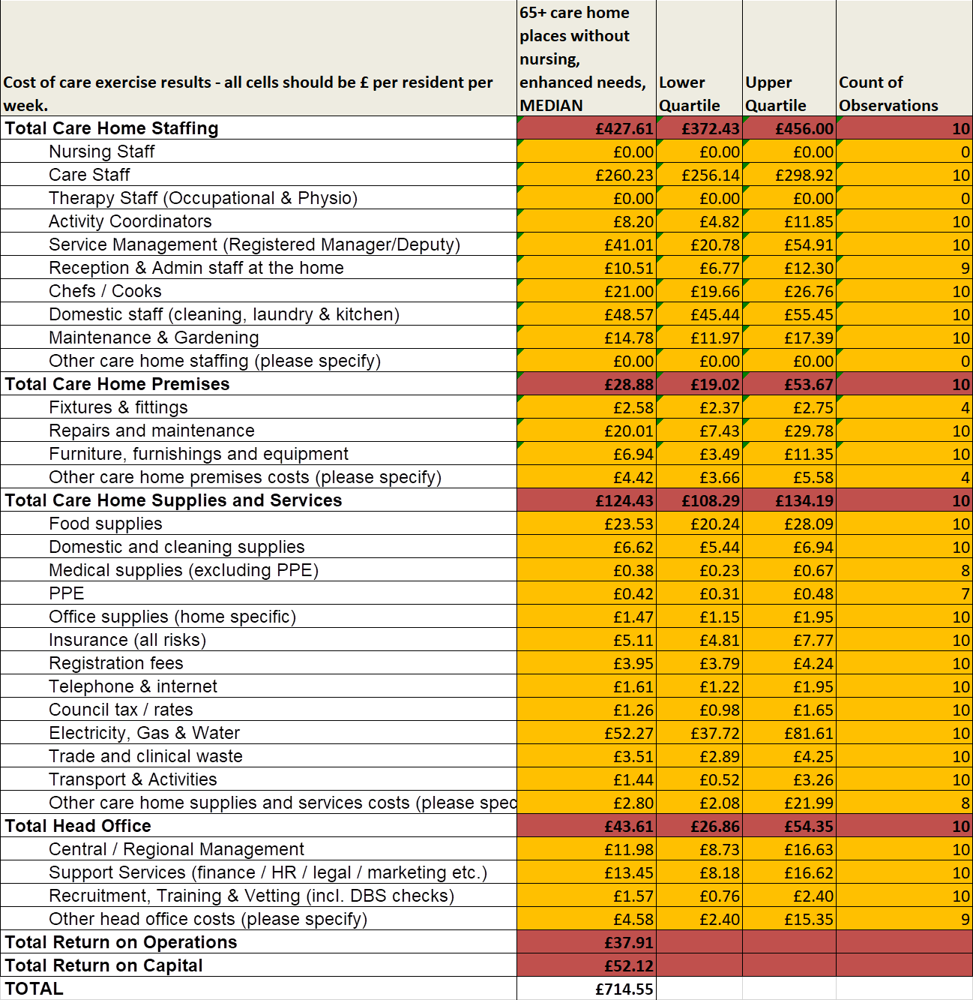 65+ care home
places without
nursing,
Cost of care exercise results - all cells should be £ per resident per enhanced needs, Lower Upper Count of
week. MEDIAN Quartile Quartile Observations
Total Care Home Staffing £427.61 £372.43 £456.00 10
Nursing Staff £0.00 £0.00 £0.00 0
Care Staff £260.23 £256.14 £298.92 10
Therapy Staff (Occupational & Physio) £0.00 £0.00 £0.00 0
Activity Coordinators £8.20 £4.82 £11.85 10
Service Management (Registered Manager/Deputy) £41.01 £20.78 £54.91 10
Reception & Admin staff at the home £10.51 £6.77 £12.30 9
Chefs / Cooks £21.00 £19.66 £26.76 10
Domestic staff (cleaning, laundry & kitchen) £48.57 £45.44 £55.45 10
Maintenance & Gardening £14.78 £11.97 £17.39 10
Other care home staffing (please specify) £0.00 £0.00 £0.00 0
Total Care Home Premises £28.88 £19.02 £53.67 10
Fixtures & fittings £2.58 £2.37 £2.75 4
Repairs and maintenance £20.01 £7.43 £29.78 10
Furniture, furnishings and equipment £6.94 £3.49 £11.35 10
Other care home premises costs (please specify) £4.42 £3.66 £5.58 4
Total Care Home Supplies and Services £124.43 £108.29 £134.19 10
Food supplies £23.53 £20.24 £28.09 10
Domestic and cleaning supplies £6.62 £5.44 £6.94 10
Medical supplies (excluding PPE) £0.38 £0.23 £0.67 8
PPE £0.42 £0.31 £0.48 7
Office supplies (home specific) £1.47 £1.15 £1.95 10
Insurance (all risks) £5.11 £4.81 £7.77 10
Registration fees £3.95 £3.79 £4.24 10
Telephone & internet £1.61 £1.22 £1.95 10
Council tax / rates £1.26 £0.98 £1.65 10
Electricity, Gas & Water £52.27 £37.72 £81.61 10
Trade and clinical waste £3.51 £2.89 £4.25 10
Transport & Activities £1.44 £0.52 £3.26 10
Other care home supplies and services costs (please spec £2.80 £2.08 £21.99 8
Total Head Office £43.61 £26.86 £54.35 10
Central / Regional Management £11.98 £8.73 £16.63 10
Support Services (finance / HR / legal / marketing etc.) £13.45 £8.18 £16.62 10
Recruitment, Training & Vetting (incl. DBS checks) £1.57 £0.76 £2.40 10
Other head office costs (please specify) £4.58 £2.40 £15.35 9
Total Return on Operations £37.91
Total Return on Capital £52.12
TOTAL £714.55